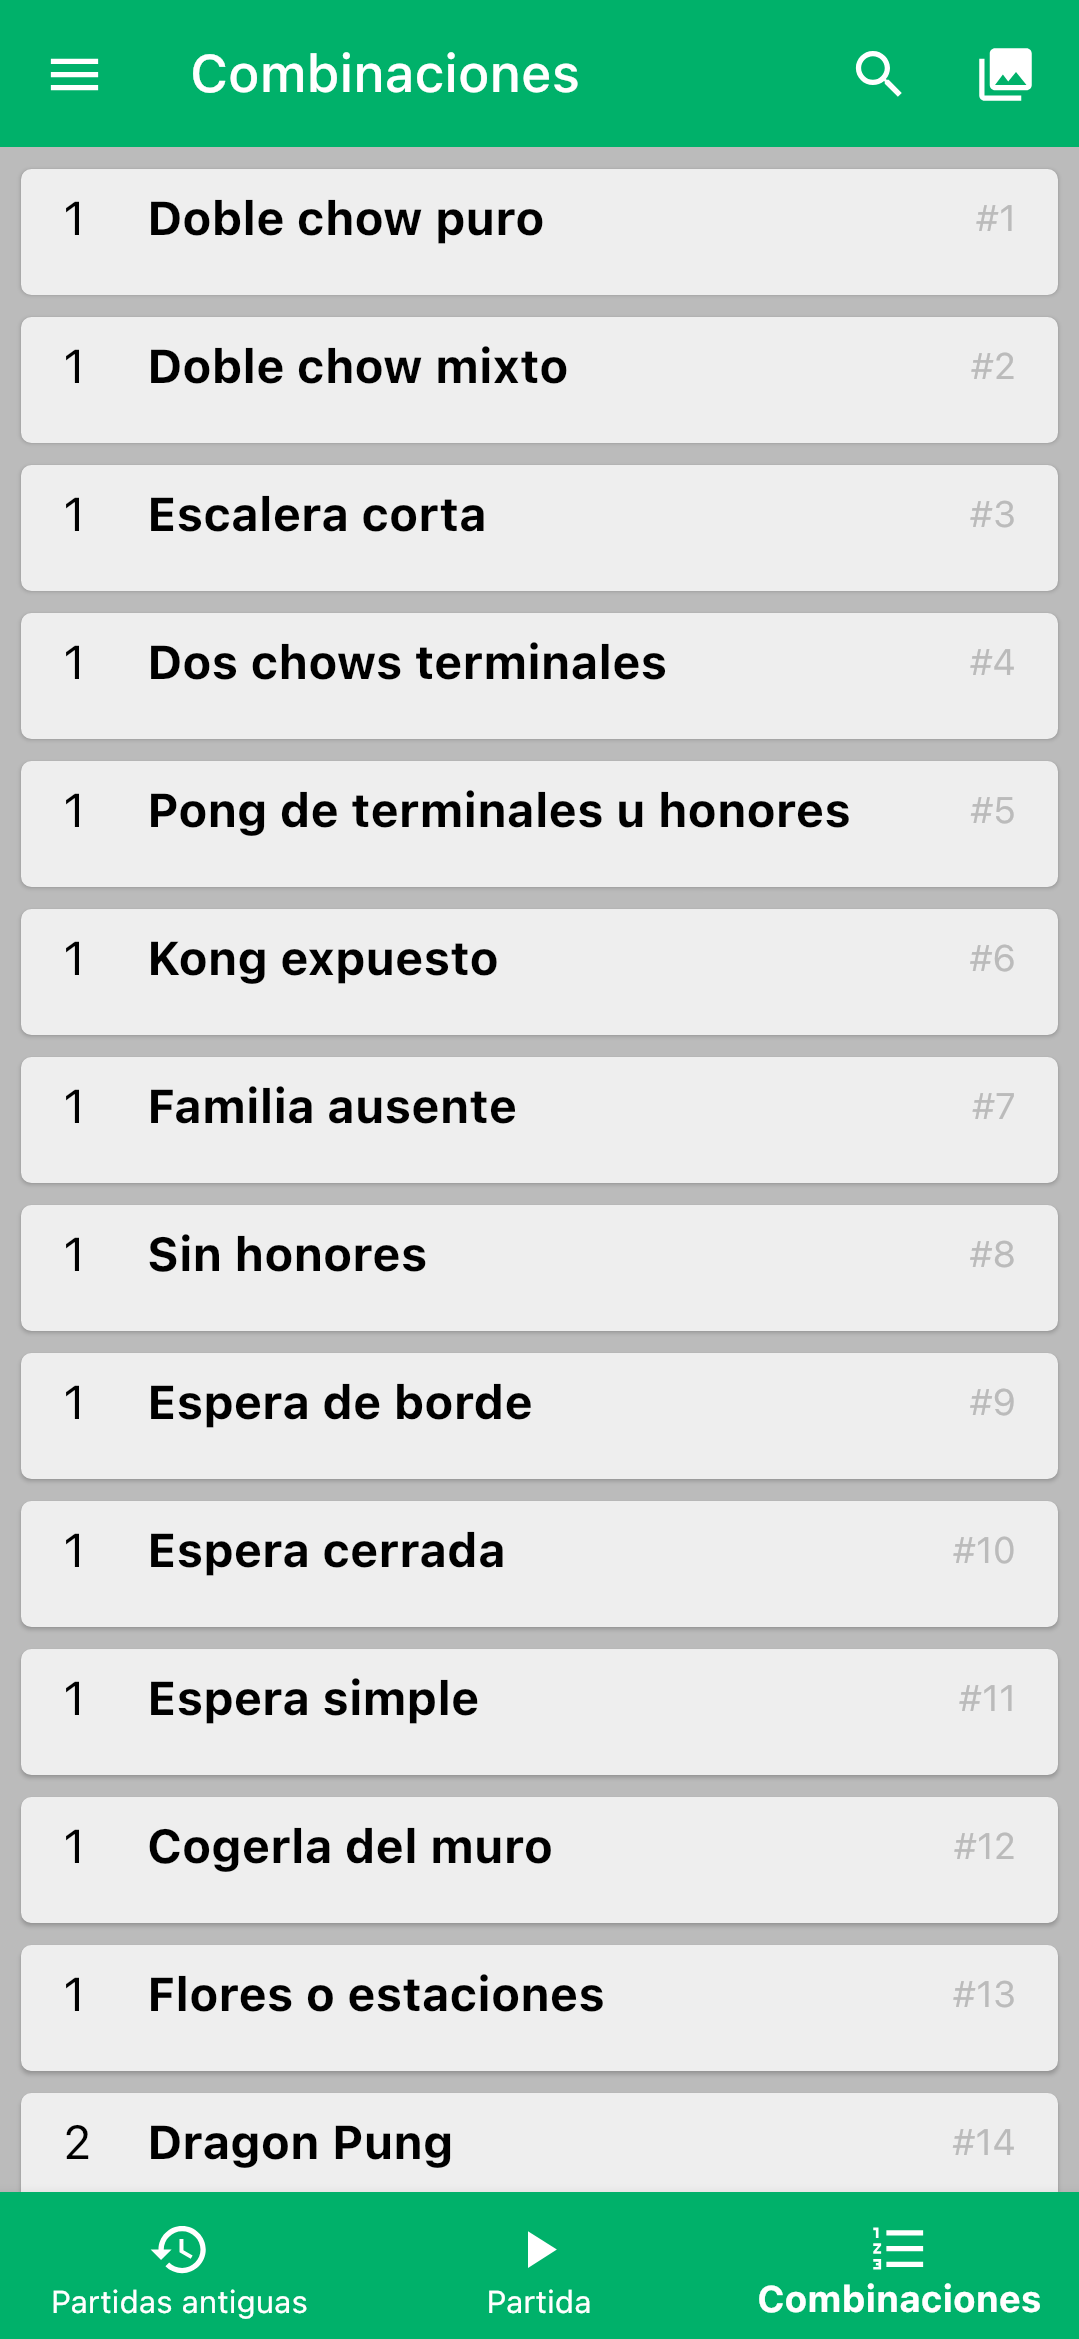 Combinaciones
1 Doble chow puro #1
1 Doble chow mixto #2
1 Escalera corta #3
1 Dos chows terminales #4
1 Pong de terminales u honores #5
1 Kong expuesto #6
1 Familia ausente #7
1 Sin honores #8
1 Espera de borde #9
1 Espera cerrada #10
1 Espera simple #11
1 Cogerla del muro #12
1 Flores o estaciones #13
2 Dragon Pung #14
Partidas antiguas Partida Combinaciones